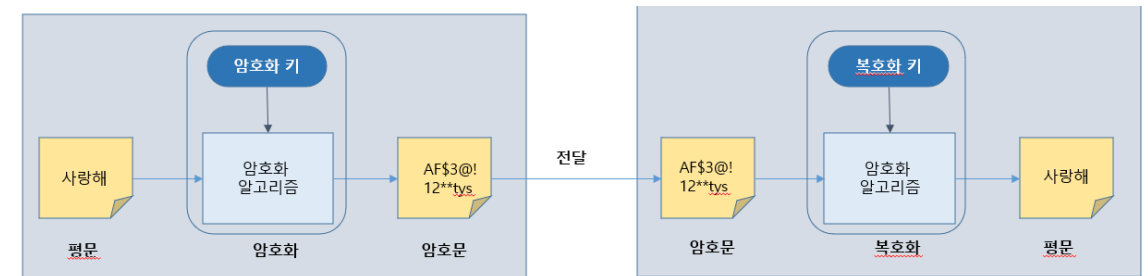 암호화 키
사랑해
암호화
알고리즘
AF$3@!
12**tys
평문
암호화
암호문
전달
복호화 키
AF$3@!
12**tys
암호화
알고리즘
사랑해
암호문
복호화
평문